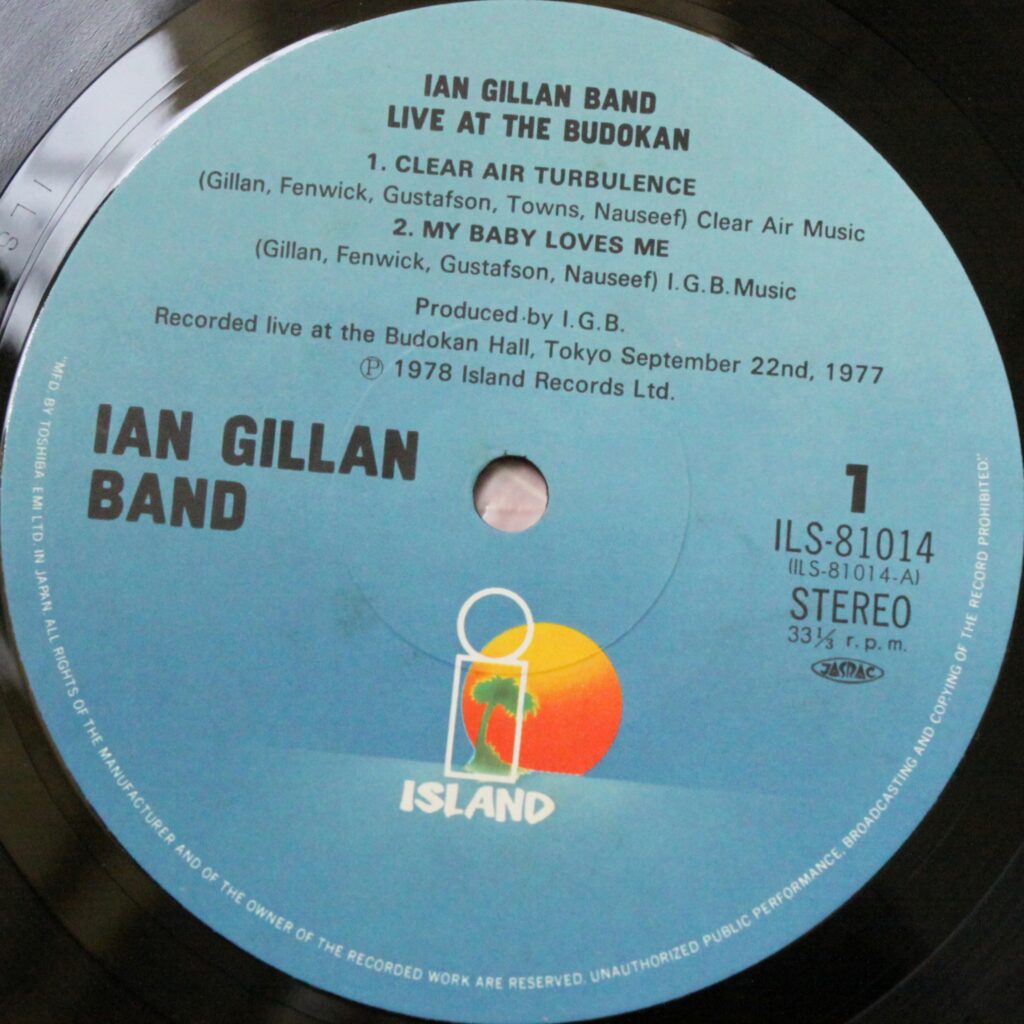 IAN GILLAN BAND
LIVE AT THE BUDOKAN
1. CLEAR AIR TURBULENCE
(Gillan, Fenwick, Gustafson, Towns, Nauseef) Clear Air Music
2. MY BABY LOVES ME
(Gillan, Fenwick, Gustafson, Nauseef) I.G.B. Music
Produced by I.G.B.
Recorded live at the Budokan Hall, Tokyo September 22nd, 1977
Ⓟ 1978 Island Records Ltd.
IAN GILLAN
BAND
1
ILS-81014
(ILS-81014-A)
STEREO
33⅓ r.p.m.
JASRAC
i
ISLAND
"MFD BY TOSHIBA EMI LTD. IN JAPAN ALL RIGHTS OF THE MANUFACTURER AND OF THE OWNER OF THE RECORDED WORK ARE RESERVED. UNAUTHORIZED PUBLIC PERFORMANCE, BROADCASTING AND COPYING OF THE RECORD PROHIBITED."